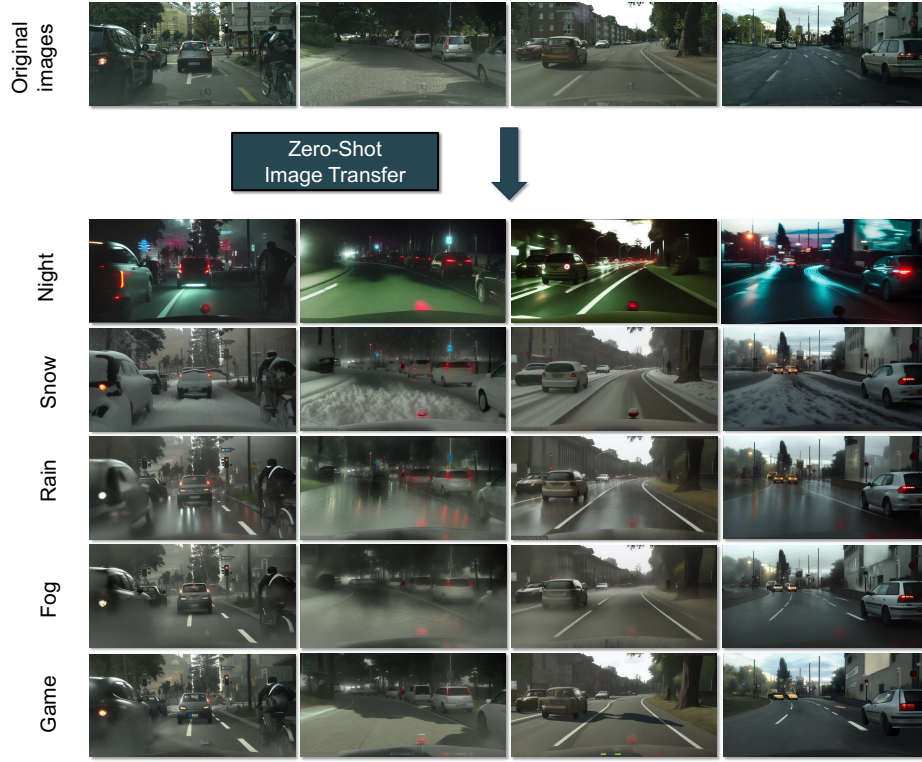 Original
images
Zero-Shot
Image Transfer
Night
Snow
Rain
Fog
Game